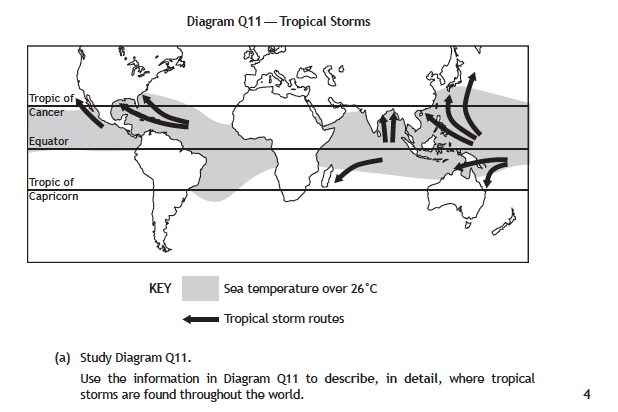 Diagram Q11 — Tropical Storms
Tropic of
Cancer
Equator
Tropic of
Capricorn
KEY
Sea temperature over 26°C
Tropical storm routes
(a) Study Diagram Q11.
Use the information in Diagram Q11 to describe, in detail, where tropical
storms are found throughout the world.
4